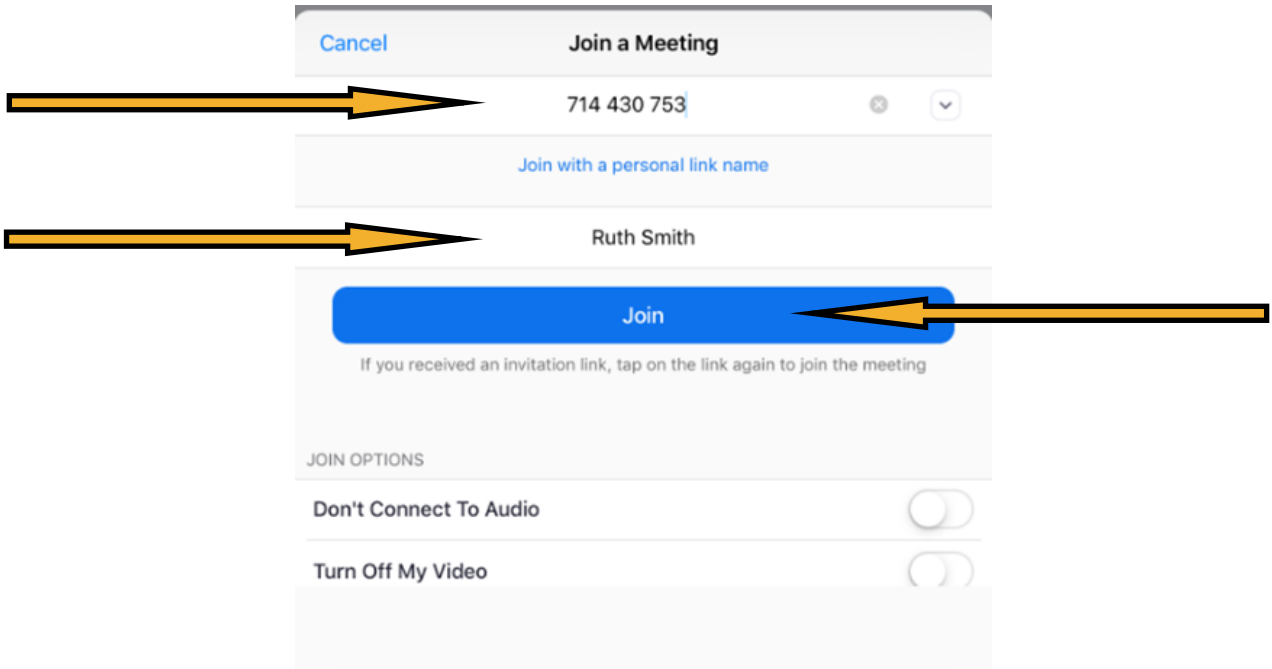 Cancel Join a Meeting
714 430 753
Join with a personal link name
Ruth Smith
Join
If you received an invitation link, tap on the link again to join the meeting
JOIN OPTIONS
Don't Connect To Audio
Turn Off My Video